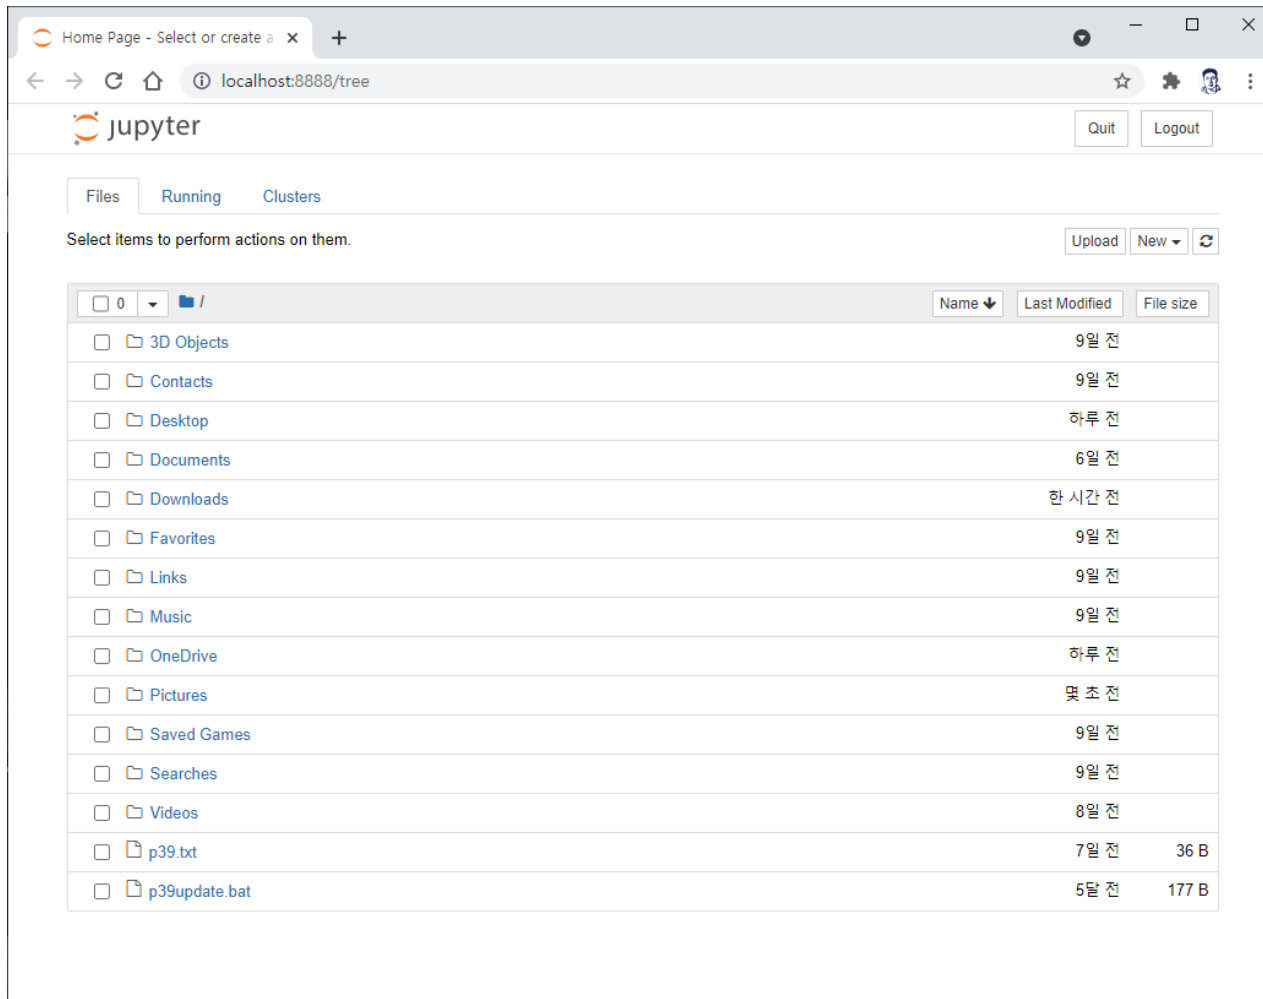 Home Page - Select or create a
localhost:8888/tree
jupyter
Quit Logout
Files Running Clusters
Select items to perform actions on them.
Upload New
0 / Name Last Modified File size
3D Objects 9일 전
Contacts 9일 전
Desktop 하루 전
Documents 6일 전
Downloads 한 시간 전
Favorites 9일 전
Links 9일 전
Music 9일 전
OneDrive 하루 전
Pictures 몇 초 전
Saved Games 9일 전
Searches 9일 전
Videos 8일 전
p39.txt 7일 전 36 B
p39update.bat 5달 전 177 B